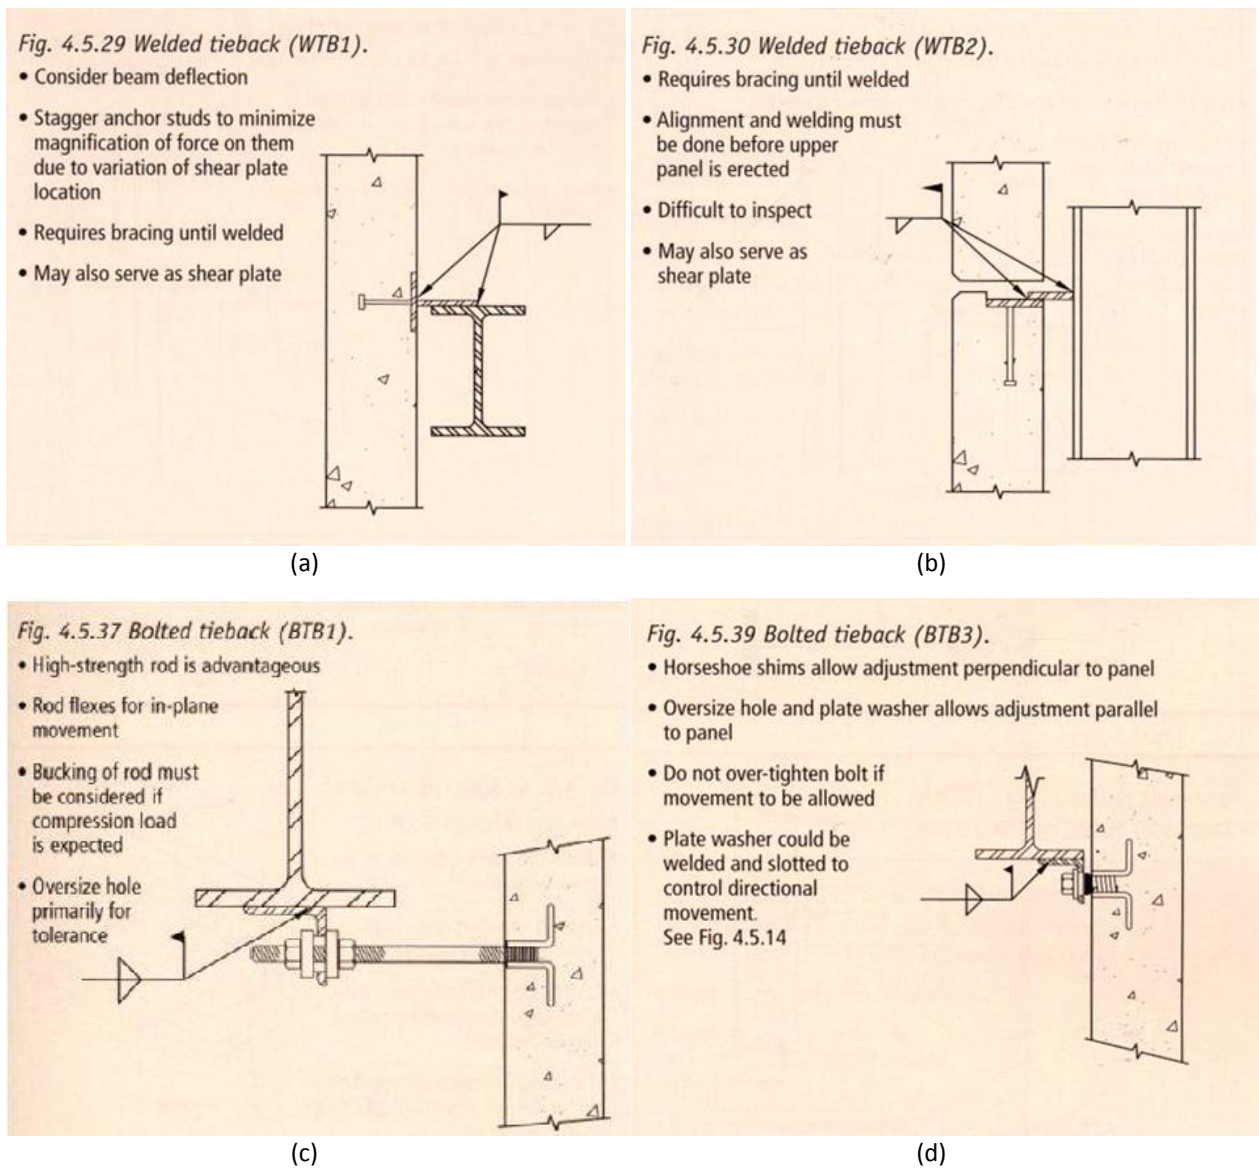 Fig. 4.5.29 Welded tieback (WTB1).
• Consider beam deflection
• Stagger anchor studs to minimize
magnification of force on them
due to variation of shear plate
location
• Requires bracing until welded
• May also serve as shear plate
(a)
Fig. 4.5.30 Welded tieback (WTB2).
• Requires bracing until welded
• Alignment and welding must
be done before upper
panel is erected
• Difficult to inspect
• May also serve as
shear plate
(b)
Fig. 4.5.37 Bolted tieback (BTB1).
• High-strength rod is advantageous
• Rod flexes for in-plane
movement
• Bucking of rod must
be considered if
compression load
is expected
• Oversize hole
primarily for
tolerance
(c)
Fig. 4.5.39 Bolted tieback (BTB3).
• Horseshoe shims allow adjustment perpendicular to panel
• Oversize hole and plate washer allows adjustment parallel
to panel
• Do not over-tighten bolt if
movement to be allowed
• Plate washer could be
welded and slotted to
control directional
movement.
See Fig. 4.5.14
(d)